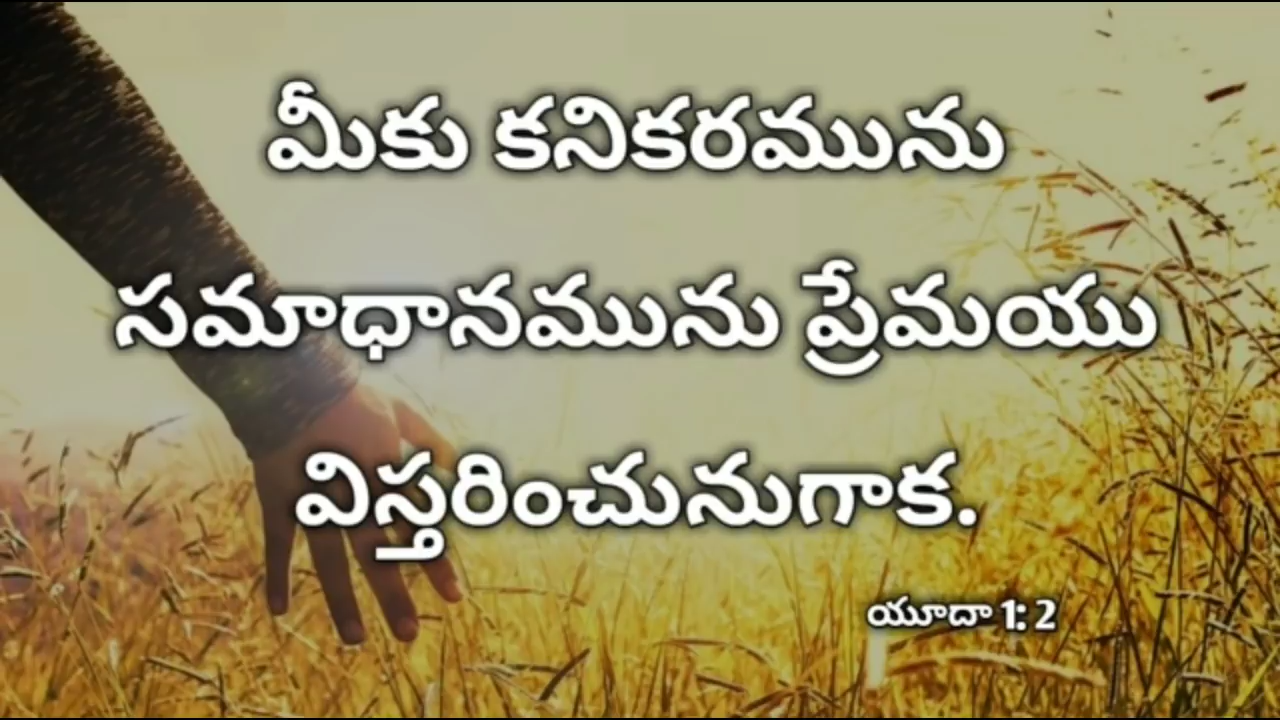 మీకు కనికరమును
సమాధానమును ప్రేమయు
విస్తరించునుగాక.
యూదా 1: 2